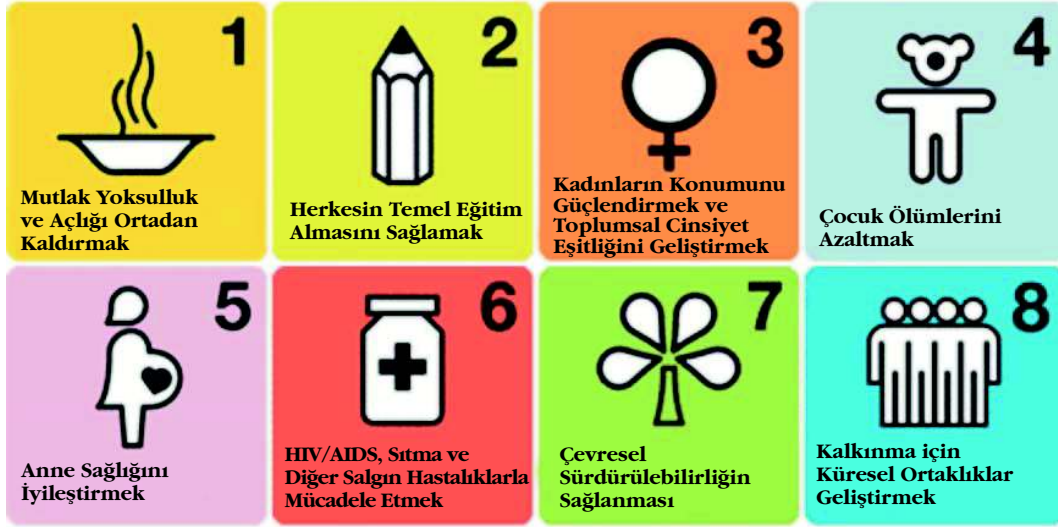 1
Mutlak Yoksulluk
ve Açlığı Ortadan
Kaldırmak
2
Herkesin Temel Eğitim
Almasını Sağlamak
3
Kadınların Konumunu
Güçlendirmek ve
Toplumsal Cinsiyet
Eşitliğini Geliştirmek
4
Çocuk Ölümlerini
Azaltmak
5
Anne Sağlığını
İyileştirmek
6
HIV/AIDS, Sıtma ve
Diğer Salgın Hastalıklarla
Mücadele Etmek
7
Çevresel
Sürdürülebilirliğin
Sağlanması
8
Kalkınma için
Küresel Ortaklıklar
Geliştirmek